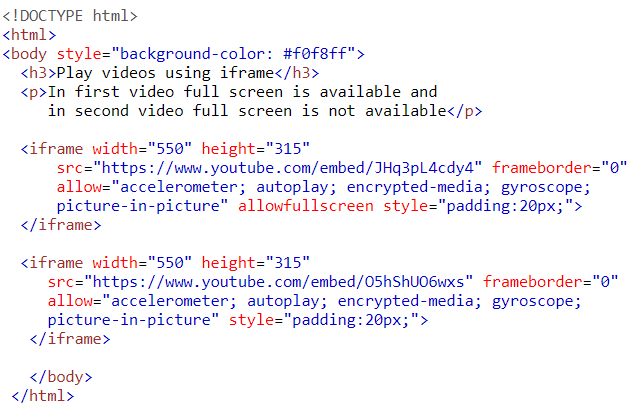 <!DOCTYPE html>
<html>
<body style="background-color: #f0f8ff">
<h3>Play videos using iframe</h3>
<p>In first video full screen is available and
in second video full screen is not available</p>
<iframe width="550" height="315"
src="https://www.youtube.com/embed/JHq3pL4cdy4" frameborder="0"
allow="accelerometer; autoplay; encrypted-media; gyroscope;
picture-in-picture" allowfullscreen style="padding:20px;">
</iframe>
<iframe width="550" height="315"
src="https://www.youtube.com/embed/O5hShUO6wxs" frameborder="0"
allow="accelerometer; autoplay; encrypted-media; gyroscope;
picture-in-picture" style="padding:20px;">
</iframe>
</body>
</html>